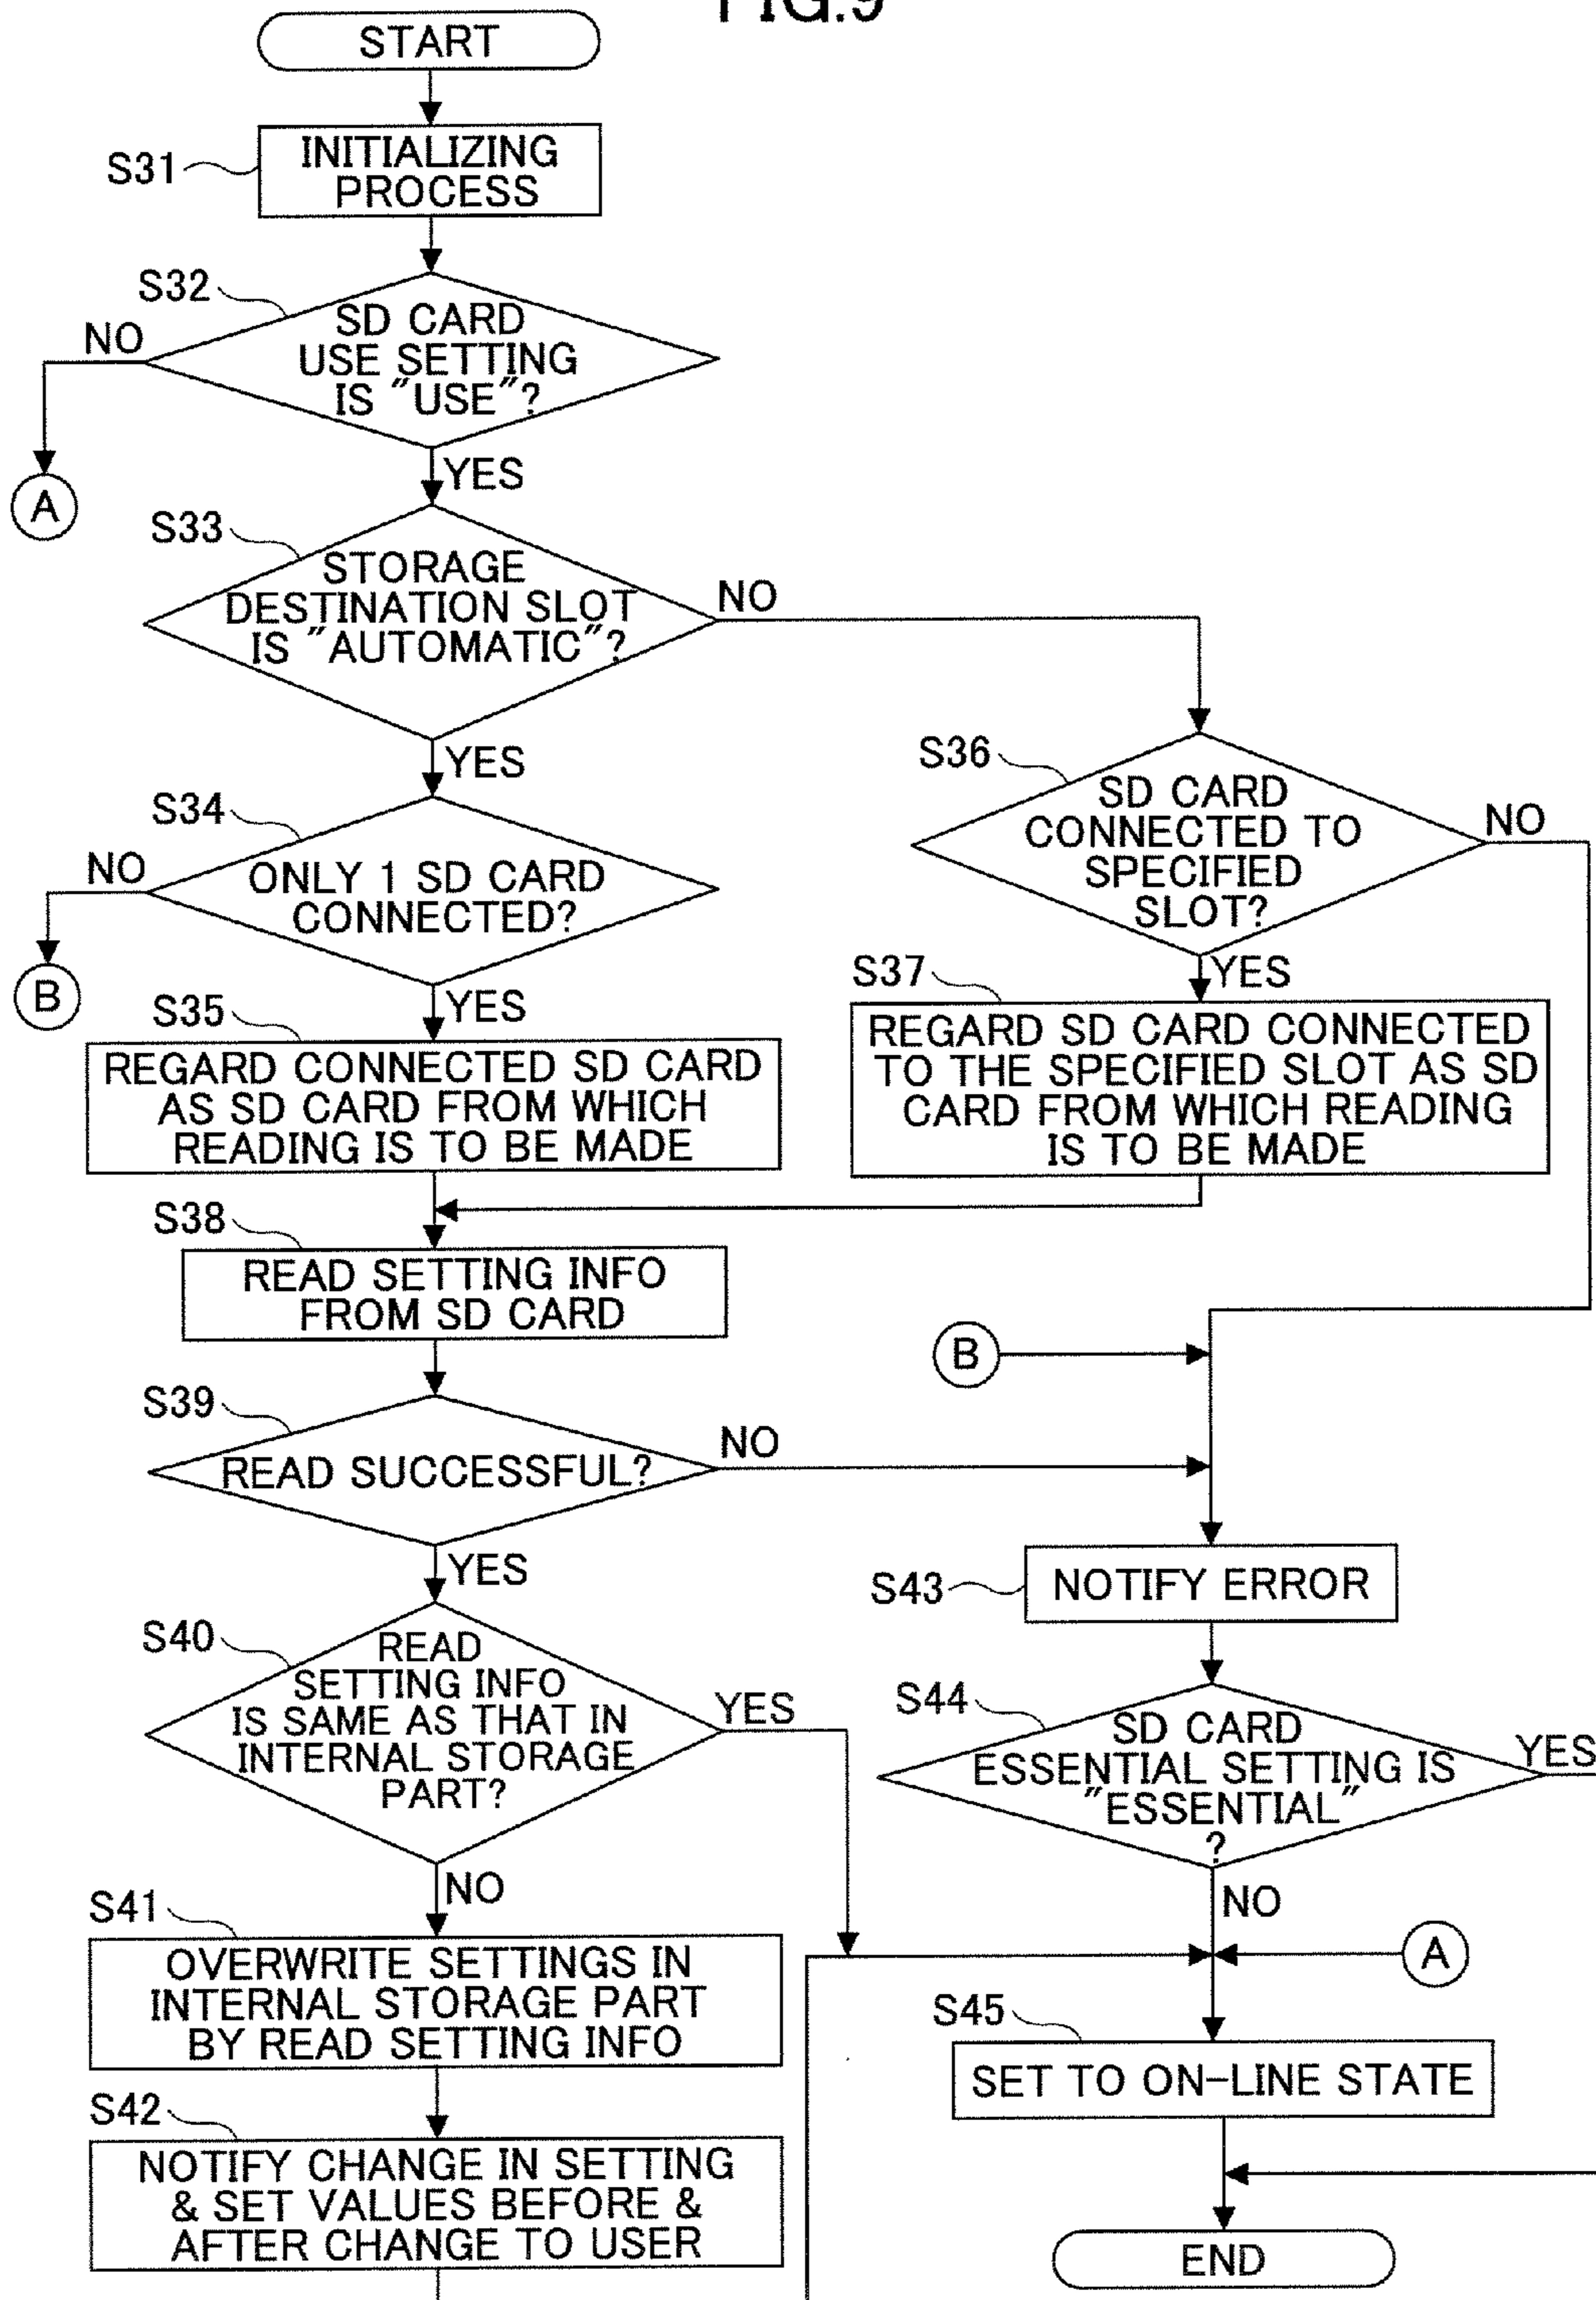 FIG.9
START
S31
INITIALIZING
PROCESS
S32
SD CARD
USE SETTING
IS "USE"?
NO
YES
A
S33
STORAGE
DESTINATION SLOT
IS "AUTOMATIC"?
NO
YES
S34
ONLY 1 SD CARD
CONNECTED?
NO
YES
B
S36
SD CARD
CONNECTED TO
SPECIFIED
SLOT?
NO
YES
S35
REGARD CONNECTED SD CARD
AS SD CARD FROM WHICH
READING IS TO BE MADE
S37
REGARD SD CARD CONNECTED
TO THE SPECIFIED SLOT AS SD
CARD FROM WHICH READING
IS TO BE MADE
S38
READ SETTING INFO
FROM SD CARD
B
S39
READ SUCCESSFUL?
NO
YES
S43
NOTIFY ERROR
S40
READ
SETTING INFO
IS SAME AS THAT IN
INTERNAL STORAGE
PART?
YES
NO
S44
SD CARD
ESSENTIAL SETTING IS
"ESSENTIAL"
?
YES
NO
A
S41
OVERWRITE SETTINGS IN
INTERNAL STORAGE PART
BY READ SETTING INFO
S45
SET TO ON-LINE STATE
S42
NOTIFY CHANGE IN SETTING
& SET VALUES BEFORE &
AFTER CHANGE TO USER
END